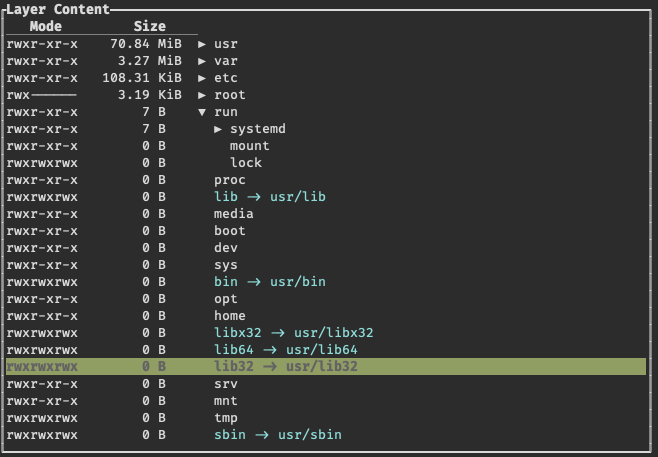 Layer Content
Mode Size
rwxr-xr-x 70.84 MiB ▶ usr
rwxr-xr-x 3.27 MiB ▶ var
rwxr-xr-x 108.31 KiB ▶ etc
rwx------ 3.19 KiB ▶ root
rwxr-xr-x 7 B ▼ run
rwxr-xr-x 7 B ▶ systemd
rwxr-xr-x 0 B mount
rwxrwxrwx 0 B lock
rwxr-xr-x 0 B proc
rwxrwxrwx 0 B lib → usr/lib
rwxr-xr-x 0 B media
rwxr-xr-x 0 B boot
rwxr-xr-x 0 B dev
rwxr-xr-x 0 B sys
rwxrwxrwx 0 B bin → usr/bin
rwxr-xr-x 0 B opt
rwxr-xr-x 0 B home
rwxrwxrwx 0 B libx32 → usr/libx32
rwxrwxrwx 0 B lib64 → usr/lib64
rwxrwxrwx 0 B lib32 → usr/lib32
rwxr-xr-x 0 B srv
rwxr-xr-x 0 B mnt
rwxrwxrwx 0 B tmp
rwxrwxrwx 0 B sbin → usr/sbin